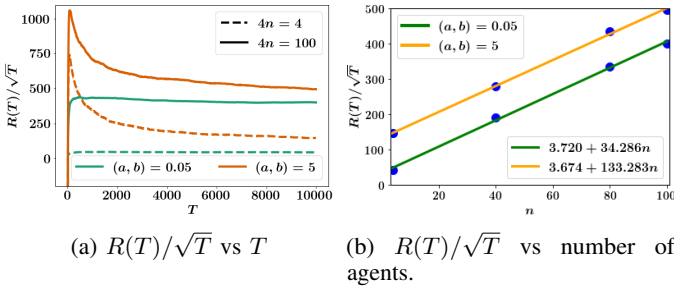 R(T)/√T
1000
750
500
250
0
4n = 4
4n = 100
(a, b) = 0.05
(a, b) = 5
0 2000 4000 6000 8000 10000
T
(a) R(T)/√T vs T
R(T)/√T
500
400
300
200
100
0
(a, b) = 0.05
(a, b) = 5
3.720 + 34.286n
3.674 + 133.283n
20 40 60 80 100
n
(b) R(T)/√T vs number of
agents.